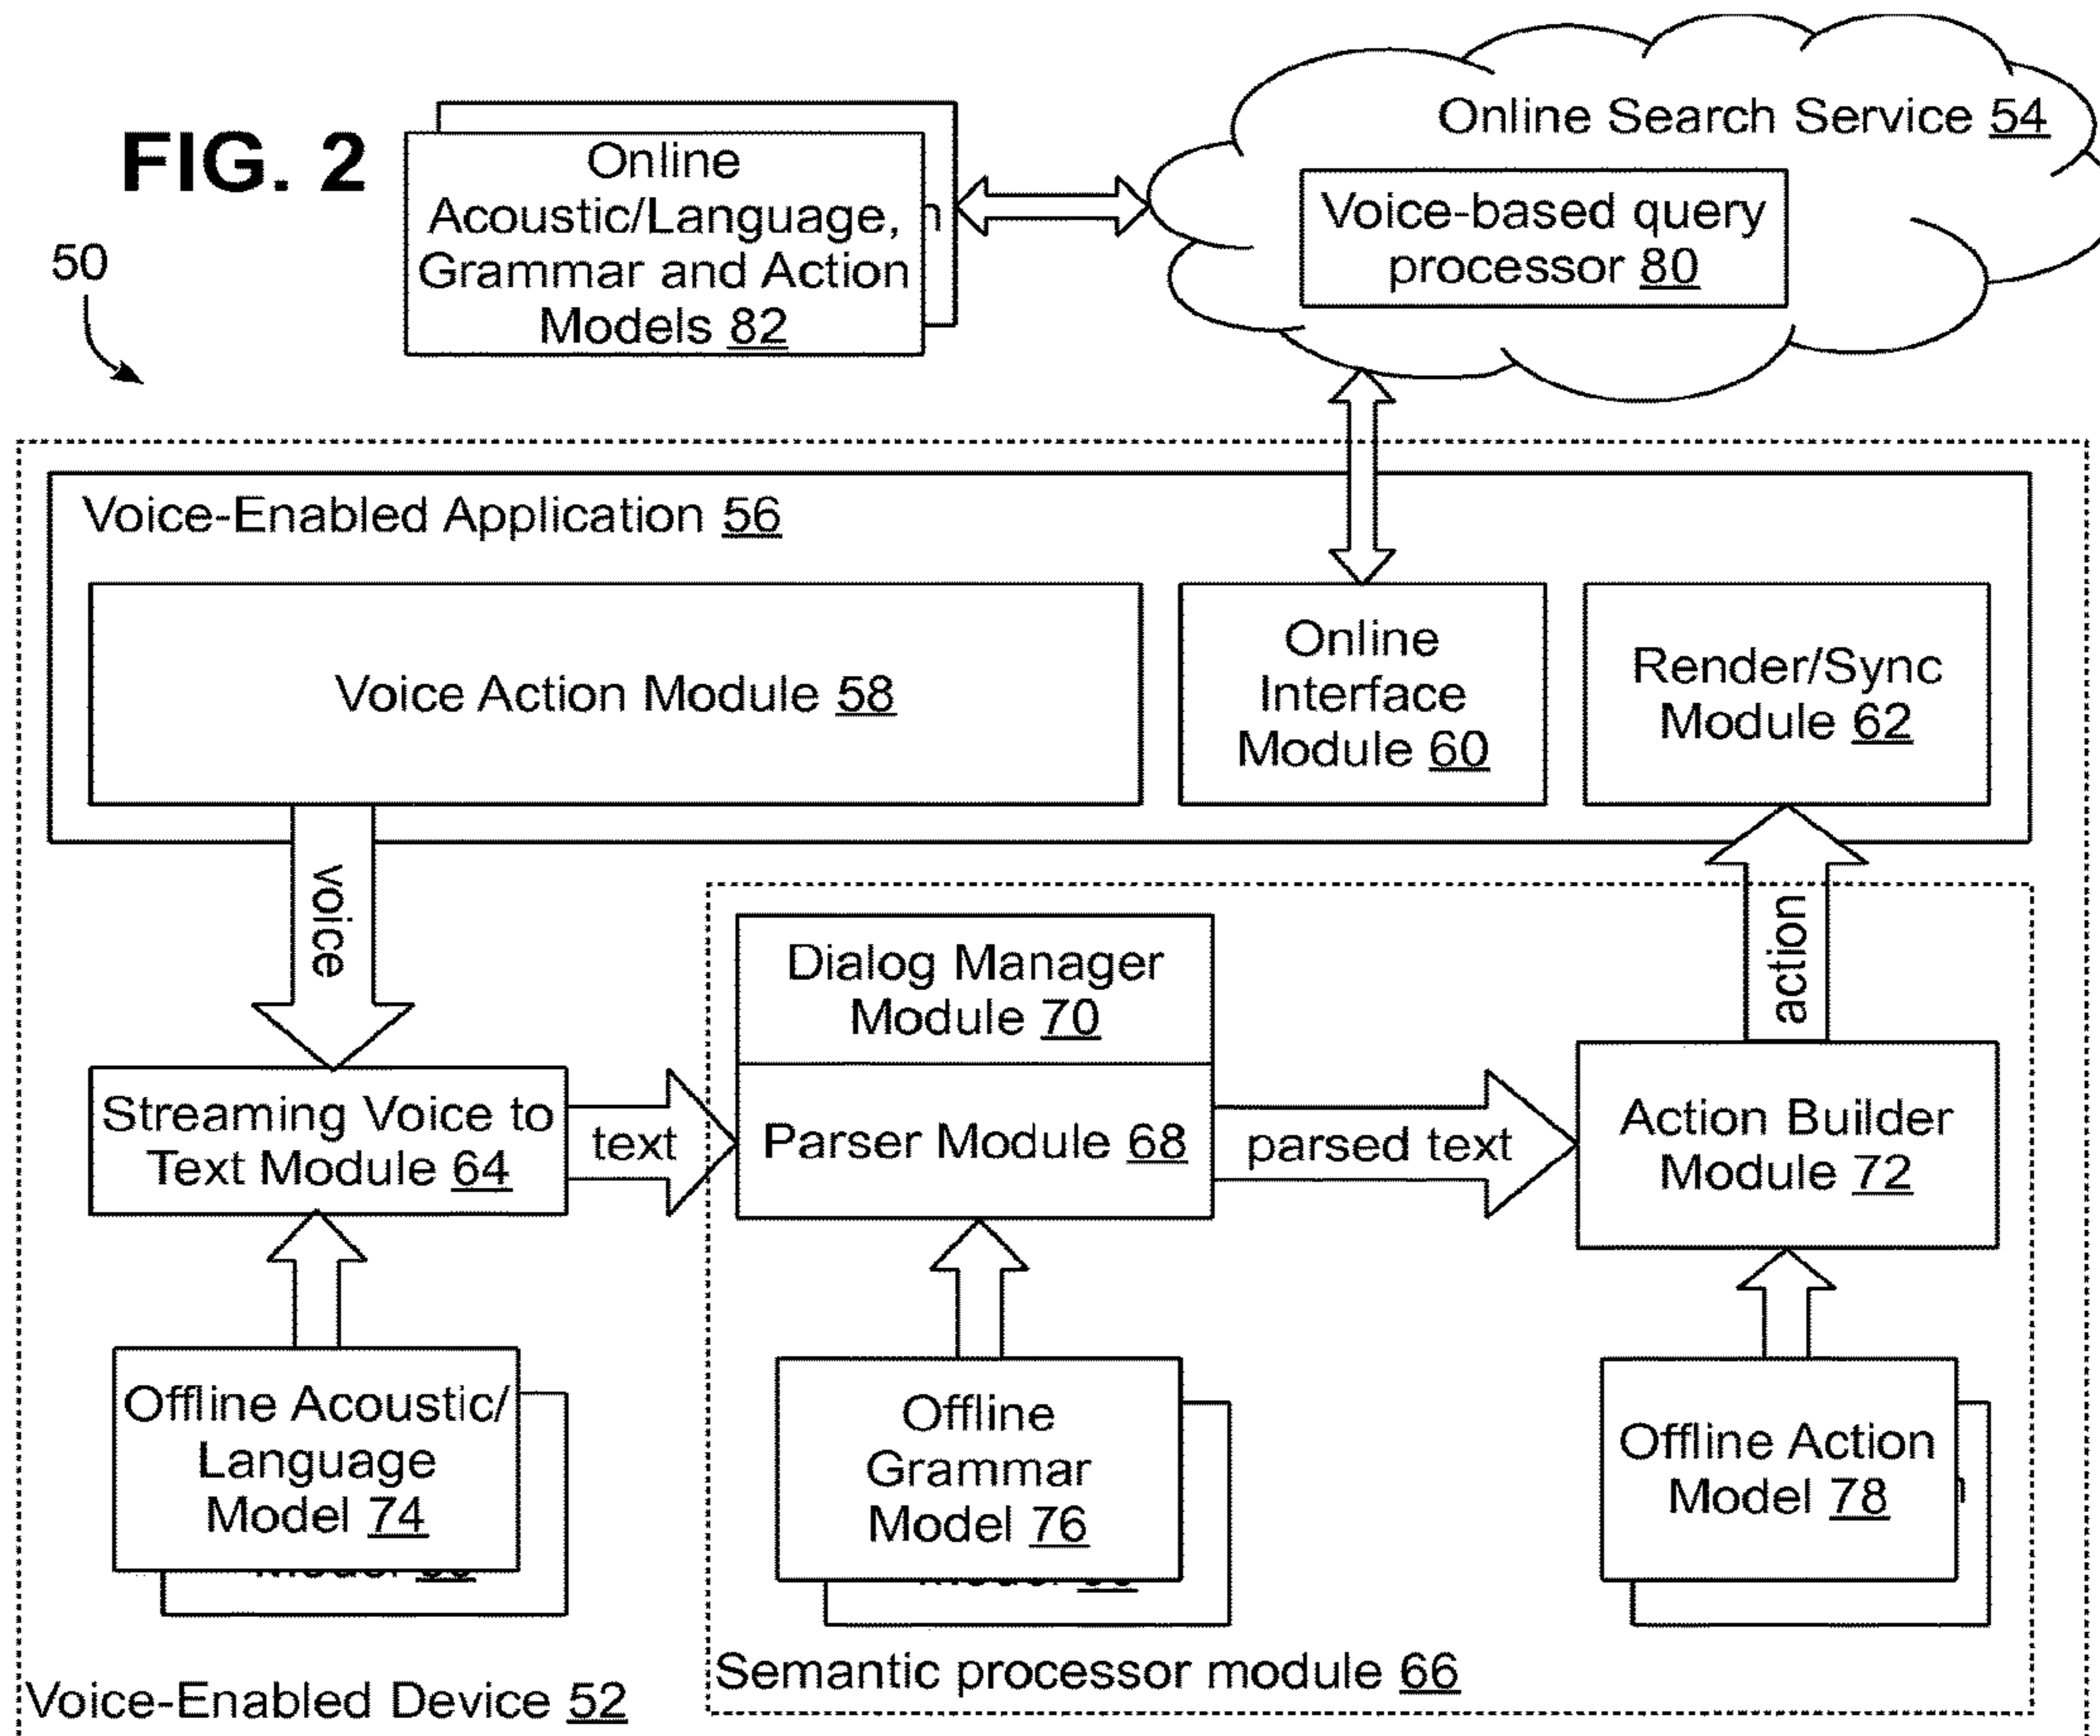 FIG. 2
50
Online
Acoustic/Language,
Grammar and Action
Models 82
Online Search Service 54
Voice-based query
processor 80
Voice-Enabled Application 56
Voice Action Module 58
Online
Interface
Module 60
Render/Sync
Module 62
voice
action
Dialog Manager
Module 70
Streaming Voice to
Text Module 64
text
Parser Module 68
parsed text
Action Builder
Module 72
Offline Acoustic/
Language
Model 74
Offline
Grammar
Model 76
Offline Action
Model 78
Semantic processor module 66
Voice-Enabled Device 52